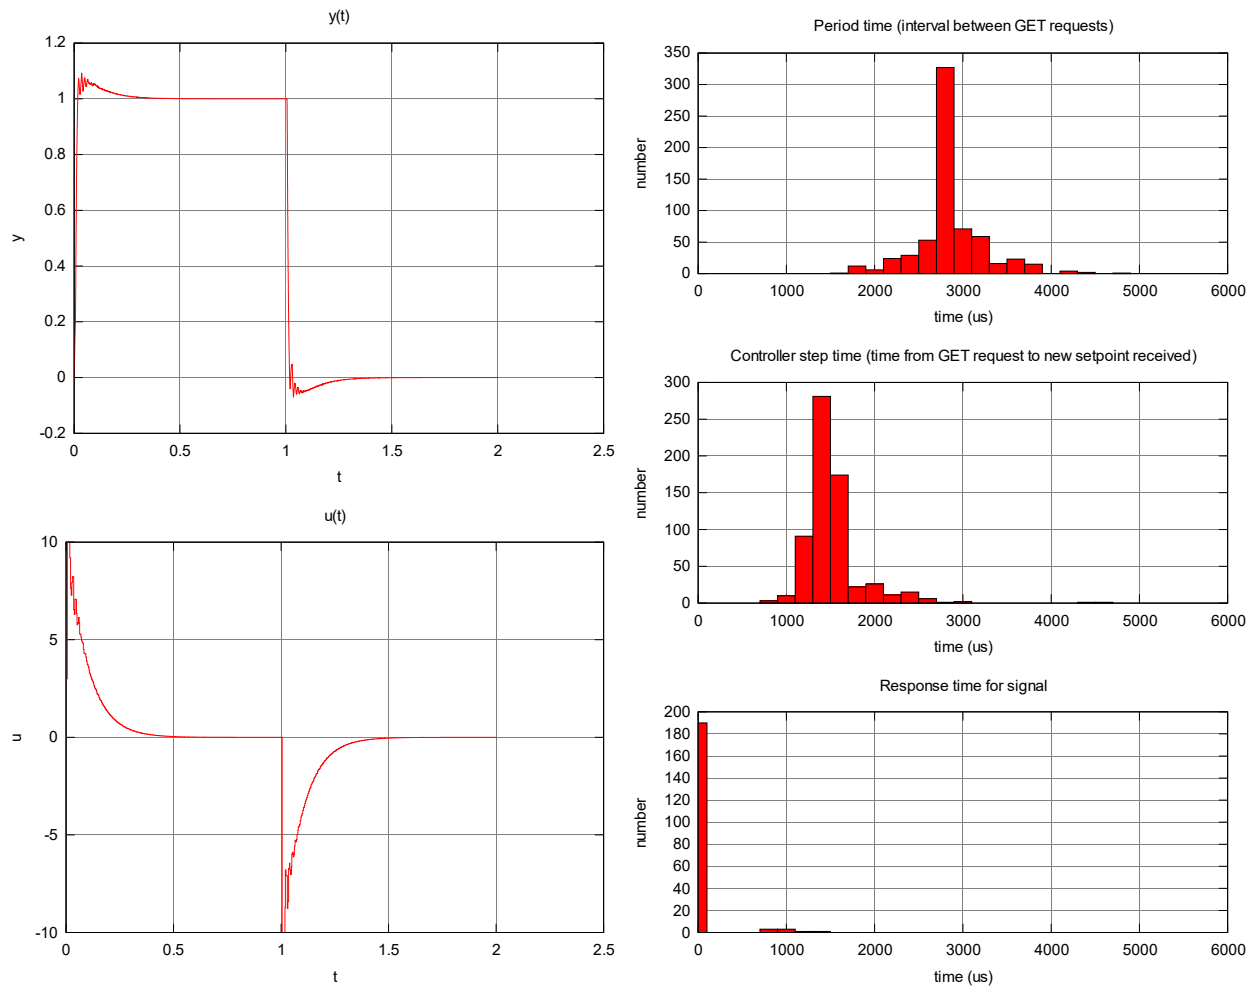 y(t)
1.2
1
0.8
0.6
0.4
0.2
0
-0.2
y
0 0.5 1 1.5 2 2.5
t
u(t)
10
5
0
-5
-10
u
0 0.5 1 1.5 2 2.5
t
Period time (interval between GET requests)
350
300
250
200
150
100
50
0
number
0 1000 2000 3000 4000 5000 6000
time (us)
Controller step time (time from GET request to new setpoint received)
300
250
200
150
100
50
0
number
0 1000 2000 3000 4000 5000 6000
time (us)
Response time for signal
200
180
160
140
120
100
80
60
40
20
0
number
0 1000 2000 3000 4000 5000 6000
time (us)